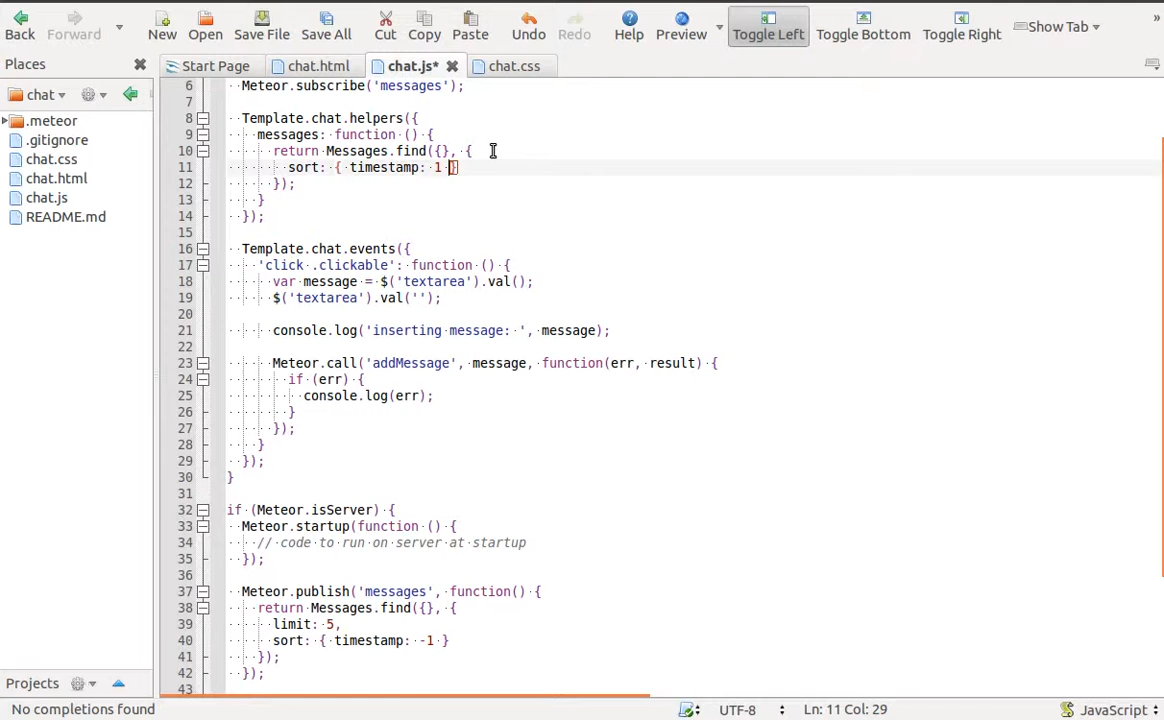 Back Forward New Open Save File Save All Cut Copy Paste Undo Redo Help Preview Toggle Left Toggle Bottom Toggle Right Show Tab »
Places Start Page chat.html chat.js* chat.css
chat
.meteor
.gitignore
chat.css
chat.html
chat.js
README.md
6 Meteor.subscribe('messages');
7
8 Template.chat.helpers({
9 messages: function () {
10 return Messages.find({}, {
11 sort: { timestamp: 1 }
12 });
13 }
14 });
15
16 Template.chat.events({
17 'click .clickable': function () {
18 var message = $('textarea').val();
19 $('textarea').val('');
20
21 console.log('inserting message: ', message);
22
23 Meteor.call('addMessage', message, function(err, result) {
24 if (err) {
25 console.log(err);
26 }
27 });
28 }
29 });
30 }
31
32 if (Meteor.isServer) {
33 Meteor.startup(function () {
34 // code to run on server at startup
35 });
36
37 Meteor.publish('messages', function() {
38 return Messages.find({}, {
39 limit: 5,
40 sort: { timestamp: -1 }
41 });
42 });
43
Projects
No completions found UTF-8 Ln: 11 Col: 29 JavaScript